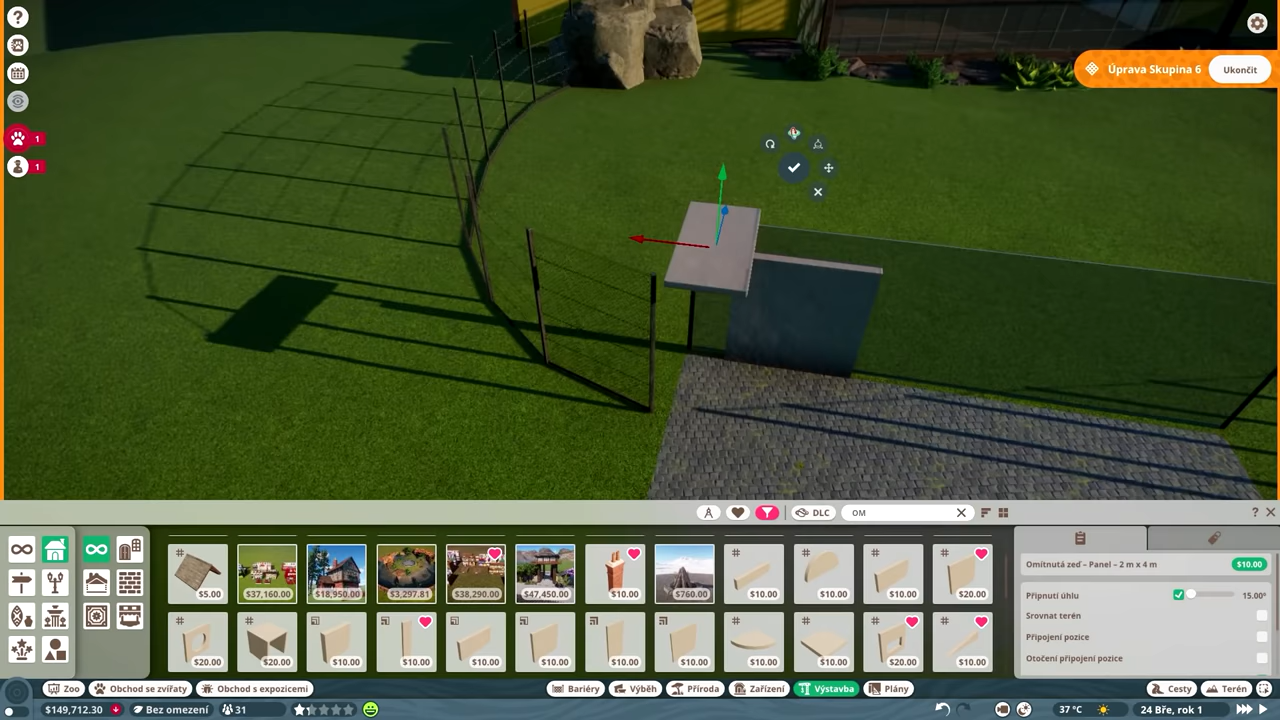 Úprava Skupina 6
Ukončit
1
1
DLC
OM
$5.00
$37,160.00
$18,950.00
$3,297.81
$38,290.00
$47,450.00
$10.00
$760.00
$10.00
$10.00
$10.00
$20.00
$20.00
$20.00
$10.00
$10.00
$10.00
$10.00
$10.00
$10.00
$10.00
$10.00
$20.00
$10.00
Omítnutá zeď – Panel – 2 m x 4 m
$10.00
Připnutí úhlu
15.00°
Srovnat terén
Připojení pozice
Otočení připojení pozice
Zoo
Obchod se zvířaty
Obchod s expozicemi
Bariéry
Výběh
Příroda
Zařízení
Výstavba
Plány
Cesty
Terén
$149,712.30
Bez omezení
31
37 °C
24 Bře, rok 1